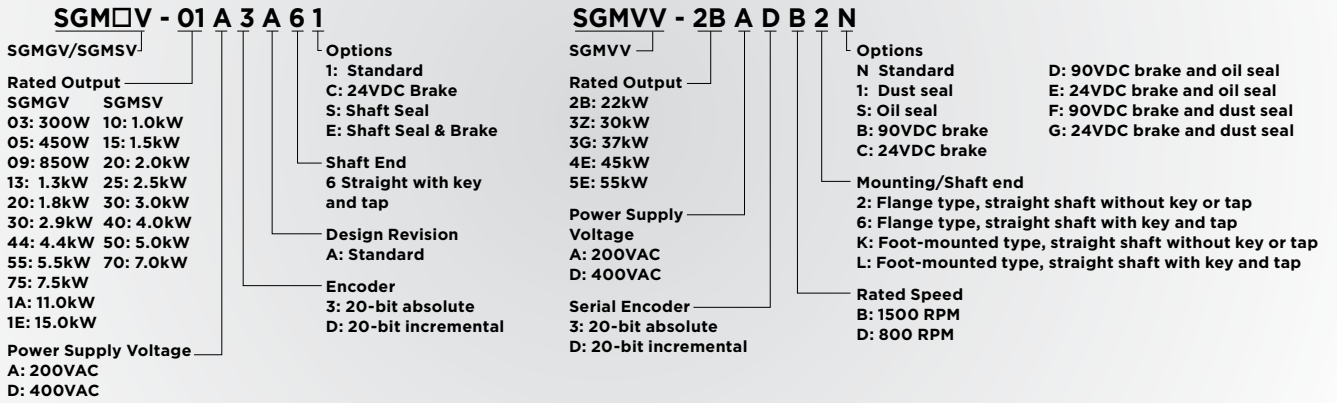 SGM□V - 01 A 3 A 6 1
SGMGV/SGMSV
Rated Output
SGMGV SGMSV
03: 300W 10: 1.0kW
05: 450W 15: 1.5kW
09: 850W 20: 2.0kW
13: 1.3kW 25: 2.5kW
20: 1.8kW 30: 3.0kW
30: 2.9kW 40: 4.0kW
44: 4.4kW 50: 5.0kW
55: 5.5kW 70: 7.0kW
75: 7.5kW
1A: 11.0kW
1E: 15.0kW
Power Supply Voltage
A: 200VAC
D: 400VAC
Options
1: Standard
C: 24VDC Brake
S: Shaft Seal
E: Shaft Seal & Brake
Shaft End
6 Straight with key
and tap
Design Revision
A: Standard
Encoder
3: 20-bit absolute
D: 20-bit incremental
SGMVV - 2B A D B 2 N
SGMVV
Rated Output
2B: 22kW
3Z: 30kW
3G: 37kW
4E: 45kW
5E: 55kW
Power Supply
Voltage
A: 200VAC
D: 400VAC
Serial Encoder
3: 20-bit absolute
D: 20-bit incremental
Options
N Standard
1: Dust seal
S: Oil seal
B: 90VDC brake
C: 24VDC brake
D: 90VDC brake and oil seal
E: 24VDC brake and oil seal
F: 90VDC brake and dust seal
G: 24VDC brake and dust seal
Mounting/Shaft end
2: Flange type, straight shaft without key or tap
6: Flange type, straight shaft with key and tap
K: Foot-mounted type, straight shaft without key or tap
L: Foot-mounted type, straight shaft with key and tap
Rated Speed
B: 1500 RPM
D: 800 RPM